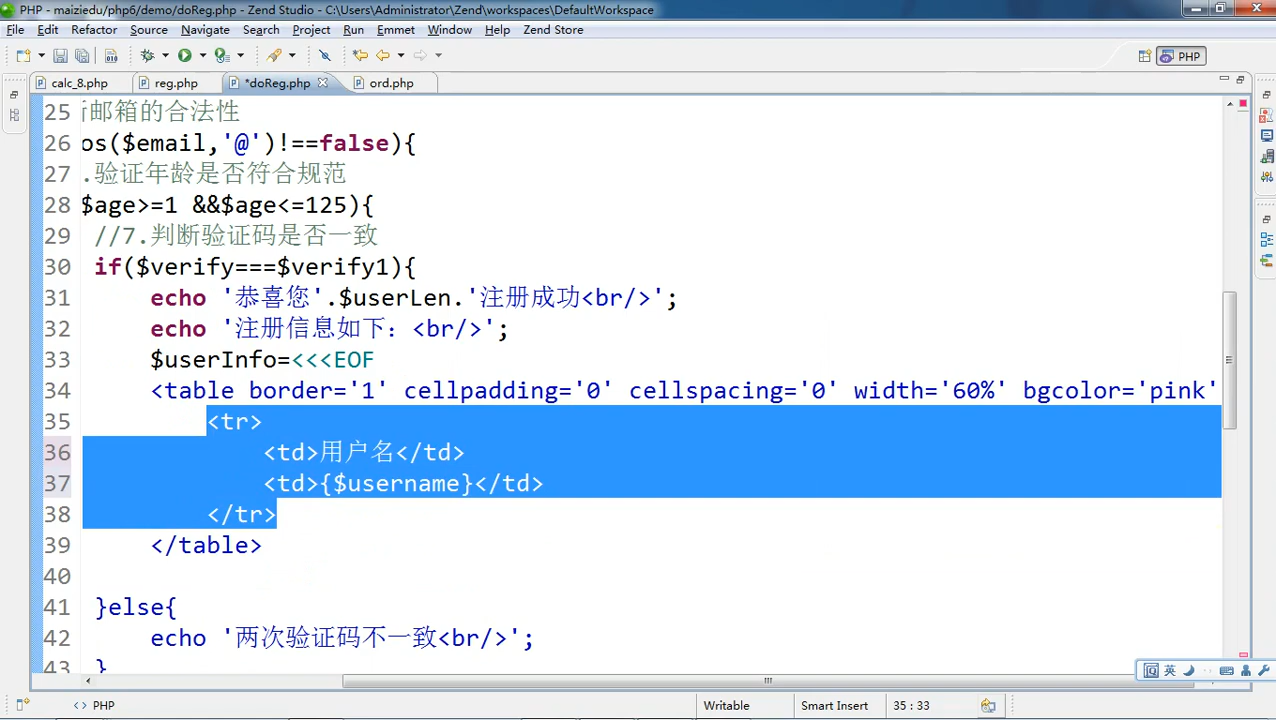 PHP - maiziedu/php6/demo/doReg.php - Zend Studio - C:\Users\Administrator\Zend\workspaces\DefaultWorkspace
File Edit Refactor Source Navigate Search Project Run Emmet Window Help Zend Store
PHP
calc_8.php reg.php *doReg.php ord.php
25 邮箱的合法性
26 os($email,'@')!==false){
27 .验证年龄是否符合规范
28 $age>=1 &&$age<=125){
29 //7.判断验证码是否一致
30 if($verify===$verify1){
31 echo '恭喜您'.$userLen.'注册成功<br/>';
32 echo '注册信息如下：<br/>';
33 $userInfo=<<<EOF
34 <table border='1' cellpadding='0' cellspacing='0' width='60%' bgcolor='pink'
35 <tr>
36 <td>用户名</td>
37 <td>{$username}</td>
38 </tr>
39 </table>
40
41 }else{
42 echo '两次验证码不一致<br/>';
43 }
英
<> PHP Writable Smart Insert 35 : 33